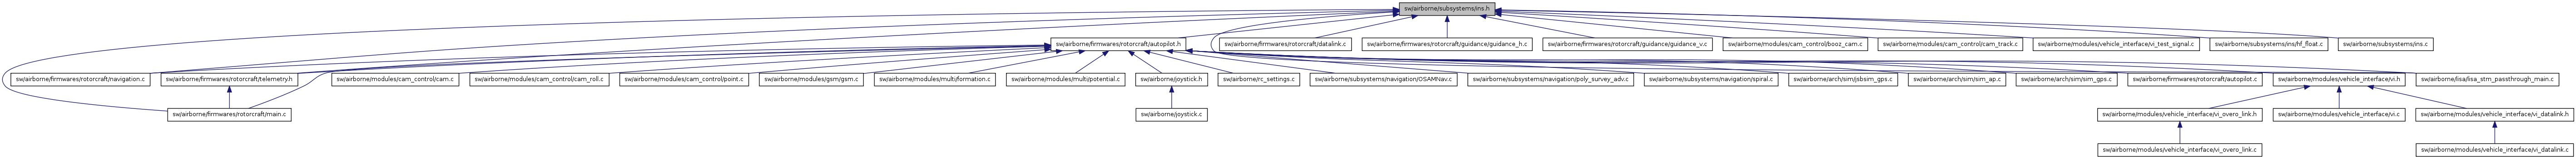 sw/airborne/subsystems/ins.h
sw/airborne/firmwares/rotorcraft/autopilot.h
sw/airborne/firmwares/rotorcraft/datalink.c
sw/airborne/firmwares/rotorcraft/guidance/guidance_h.c
sw/airborne/firmwares/rotorcraft/guidance/guidance_v.c
sw/airborne/modules/cam_control/booz_cam.c
sw/airborne/modules/cam_control/cam_track.c
sw/airborne/modules/vehicle_interface/vi_test_signal.c
sw/airborne/subsystems/ins/hf_float.c
sw/airborne/subsystems/ins.c
sw/airborne/firmwares/rotorcraft/navigation.c
sw/airborne/firmwares/rotorcraft/telemetry.h
sw/airborne/modules/cam_control/cam.c
sw/airborne/modules/cam_control/cam_roll.c
sw/airborne/modules/cam_control/point.c
sw/airborne/modules/gsm/gsm.c
sw/airborne/modules/multi/formation.c
sw/airborne/modules/multi/potential.c
sw/airborne/joystick.h
sw/airborne/rc_settings.c
sw/airborne/subsystems/navigation/OSAMNav.c
sw/airborne/subsystems/navigation/poly_survey_adv.c
sw/airborne/subsystems/navigation/spiral.c
sw/airborne/arch/sim/jsbsim_gps.c
sw/airborne/arch/sim/sim_ap.c
sw/airborne/arch/sim/sim_gps.c
sw/airborne/firmwares/rotorcraft/autopilot.c
sw/airborne/modules/vehicle_interface/vi.h
sw/airborne/lisa/lisa_stm_passthrough_main.c
sw/airborne/firmwares/rotorcraft/main.c
sw/airborne/joystick.c
sw/airborne/modules/vehicle_interface/vi_overo_link.h
sw/airborne/modules/vehicle_interface/vi.c
sw/airborne/modules/vehicle_interface/vi_datalink.h
sw/airborne/modules/vehicle_interface/vi_overo_link.c
sw/airborne/modules/vehicle_interface/vi_datalink.c